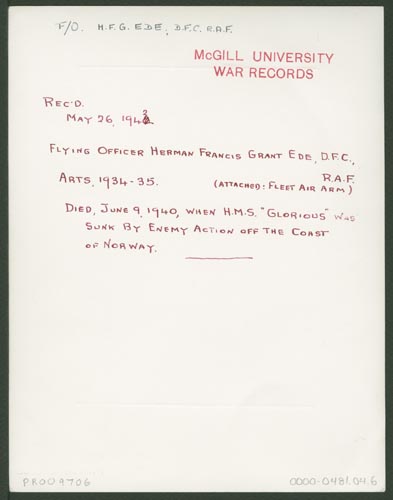 F/O. H.F.G. EDE, D.F.C. R.A.F.
McGILL UNIVERSITY
WAR RECORDS
REC'D.
MAY 26, 1943
FLYING OFFICER HERMAN FRANCIS GRANT EDE, D.F.C.,
R.A.F.
ARTS, 1934-35. (ATTACHED: FLEET AIR ARM)
DIED, JUNE 9, 1940, WHEN H.M.S. "GLORIOUS" WAS
SUNK BY ENEMY ACTION OFF THE COAST
OF NORWAY.
PR009706 0000-0481.04.6